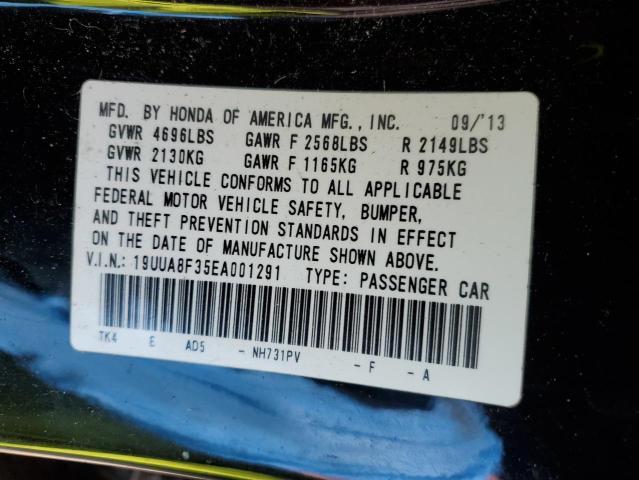 MFD. BY HONDA OF AMERICA MFG., INC. 09/'13
GVWR 4696LBS GAWR F 2568LBS R 2149LBS
GVWR 2130KG GAWR F 1165KG R 975KG
THIS VEHICLE CONFORMS TO ALL APPLICABLE
FEDERAL MOTOR VEHICLE SAFETY, BUMPER,
AND THEFT PREVENTION STANDARDS IN EFFECT
ON THE DATE OF MANUFACTURE SHOWN ABOVE.
V.I.N.: 19UUA8F35EA001291 TYPE: PASSENGER CAR
TK4 E AD5 - NH731PV - F - A